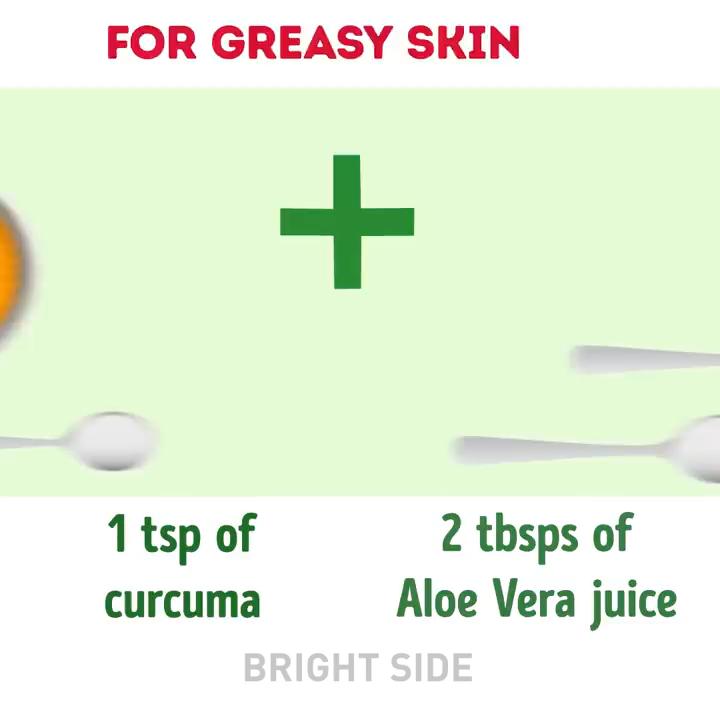 FOR GREASY SKIN
1 tsp of
curcuma
2 tbsps of
Aloe Vera juice
BRIGHT SIDE